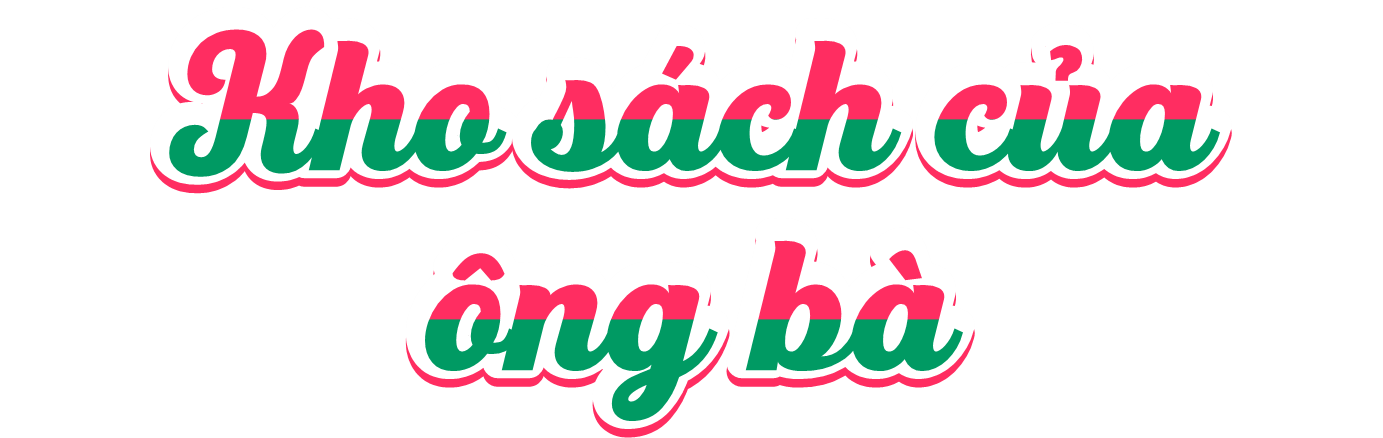 Kho sách của
ông bà